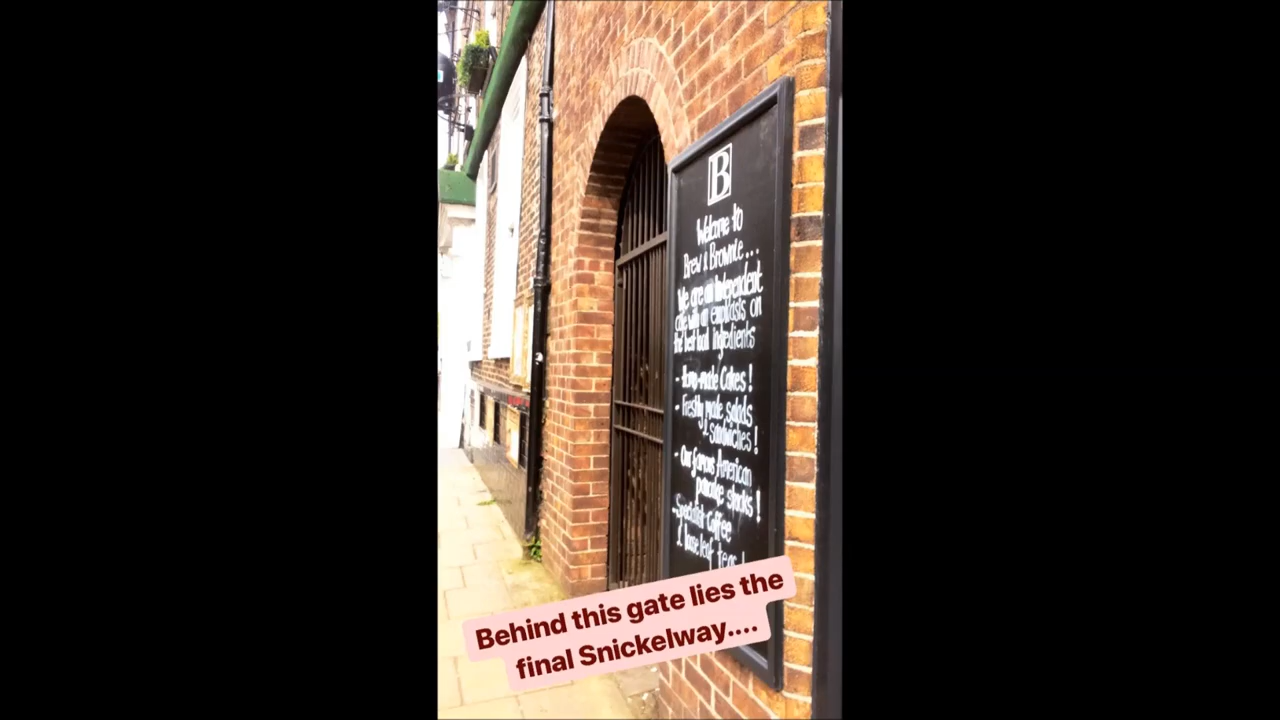 B
Welcome to
Brew & Brownie...
We are an independent
cafe with an emphasis on
the best local ingredients
- Home-made Cakes!
- Freshly made salads
& sandwiches!
- Our famous American
pancake stacks!
- Specialist Coffee
& loose leaf teas!
Behind this gate lies the
final Snickelway....